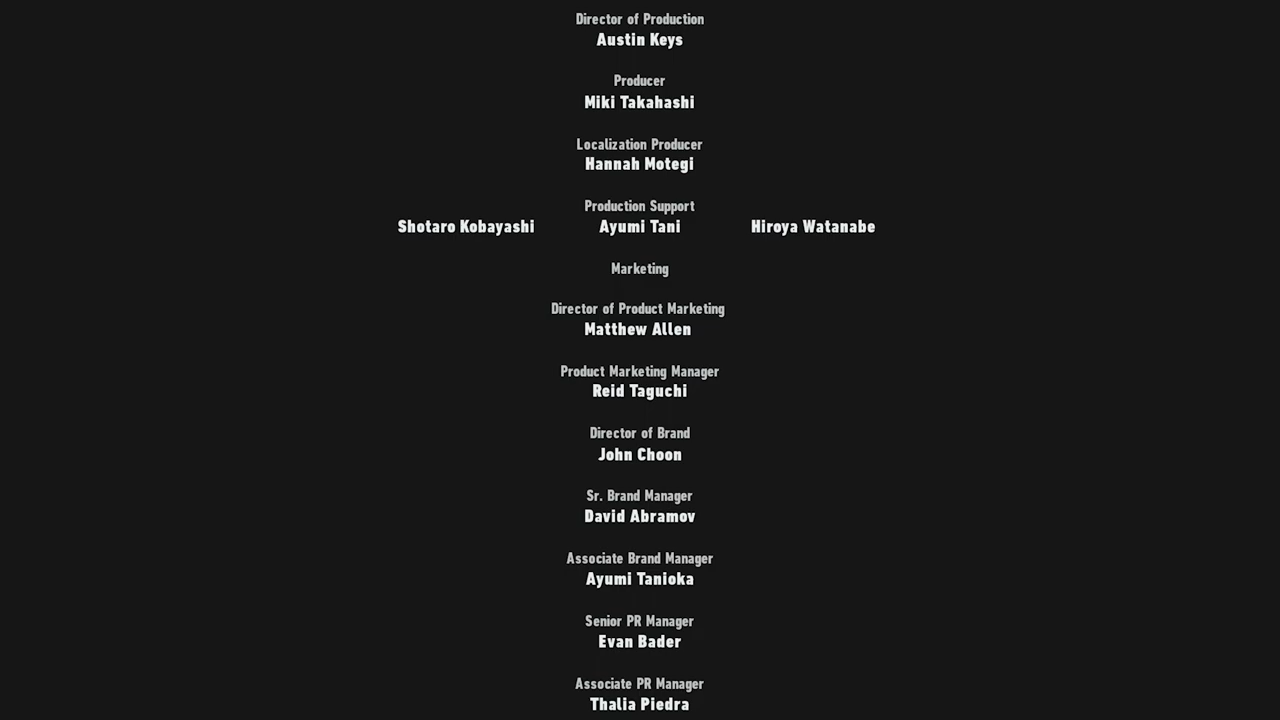 Director of Production
Austin Keys
Producer
Miki Takahashi
Localization Producer
Hannah Motegi
Production Support
Shotaro Kobayashi Ayumi Tani Hiroya Watanabe
Marketing
Director of Product Marketing
Matthew Allen
Product Marketing Manager
Reid Taguchi
Director of Brand
John Choon
Sr. Brand Manager
David Abramov
Associate Brand Manager
Ayumi Tanioka
Senior PR Manager
Evan Bader
Associate PR Manager
Thalia Piedra